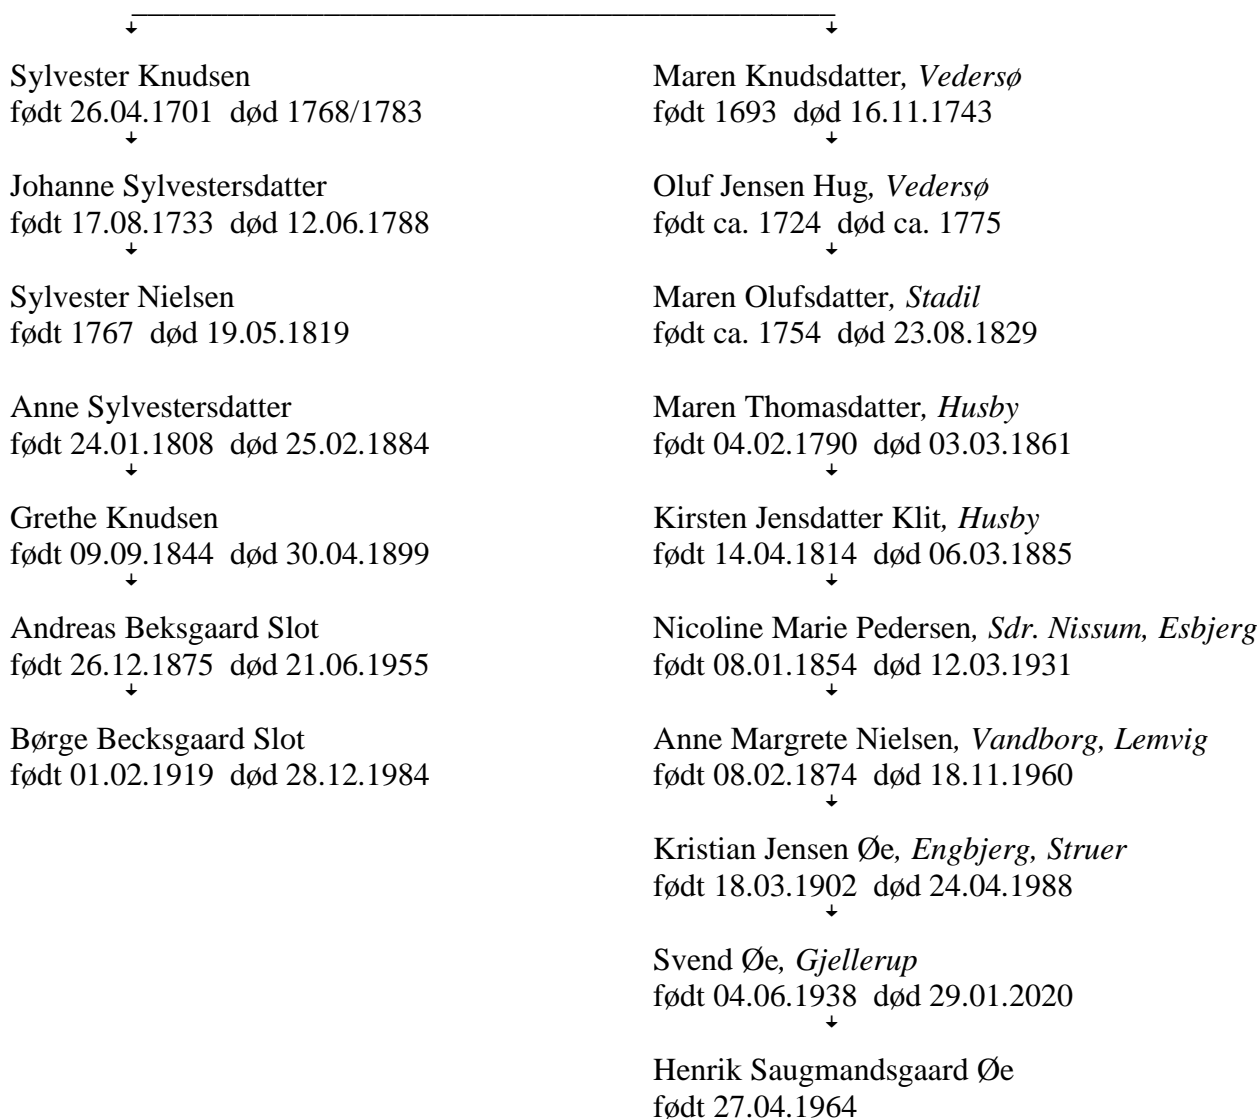 Sylvester Knudsen
født 26.04.1701 død 1768/1783
Johanne Sylvestersdatter
født 17.08.1733 død 12.06.1788
Sylvester Nielsen
født 1767 død 19.05.1819
Anne Sylvestersdatter
født 24.01.1808 død 25.02.1884
Grethe Knudsen
født 09.09.1844 død 30.04.1899
Andreas Beksgaard Slot
født 26.12.1875 død 21.06.1955
Børge Becksgaard Slot
født 01.02.1919 død 28.12.1984
Maren Knudsdatter, Vedersø
født 1693 død 16.11.1743
Oluf Jensen Hug, Vedersø
født ca. 1724 død ca. 1775
Maren Olufsdatter, Stadil
født ca. 1754 død 23.08.1829
Maren Thomasdatter, Husby
født 04.02.1790 død 03.03.1861
Kirsten Jensdatter Klit, Husby
født 14.04.1814 død 06.03.1885
Nicoline Marie Pedersen, Sdr. Nissum, Esbjerg
født 08.01.1854 død 12.03.1931
Anne Margrete Nielsen, Vandborg, Lemvig
født 08.02.1874 død 18.11.1960
Kristian Jensen Øe, Engbjerg, Struer
født 18.03.1902 død 24.04.1988
Svend Øe, Gjellerup
født 04.06.1938 død 29.01.2020
Henrik Saugmandsgaard Øe
født 27.04.1964